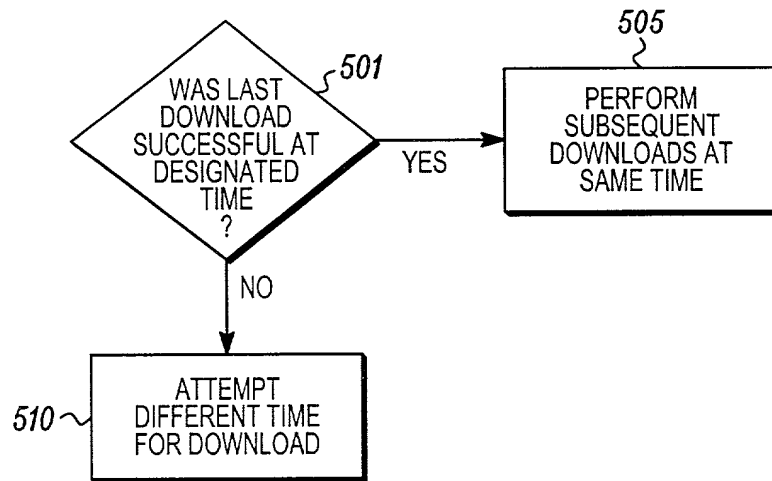 501
WAS LAST
DOWNLOAD
SUCCESSFUL AT
DESIGNATED
TIME
?
YES
505
PERFORM
SUBSEQUENT
DOWNLOADS AT
SAME TIME
NO
510
ATTEMPT
DIFFERENT TIME
FOR DOWNLOAD